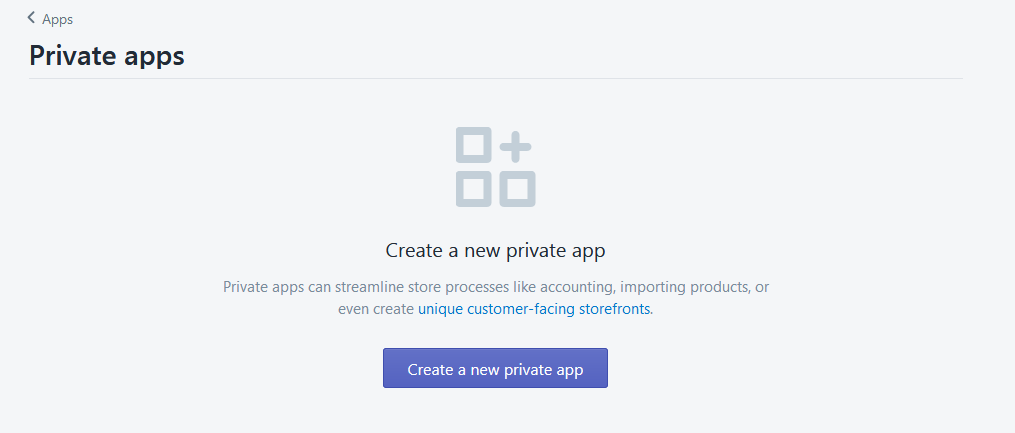 Apps
Private apps
Create a new private app
Private apps can streamline store processes like accounting, importing products, or
even create unique customer-facing storefronts.
Create a new private app